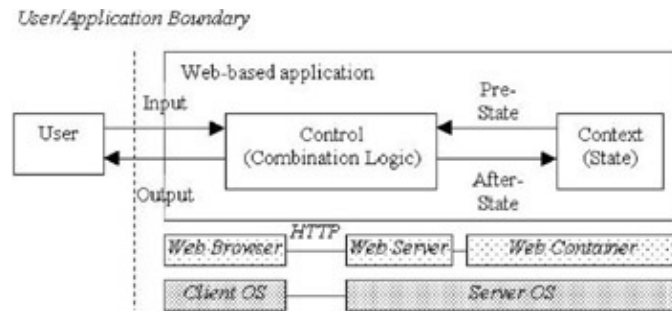 User/Application Boundary
Web-based application
Input
Pre-
State
User
Control
(Combination Logic)
Context
(State)
Output
After-
State
HTTP
Web Browser
Web Server
Web Container
Client OS
Server OS